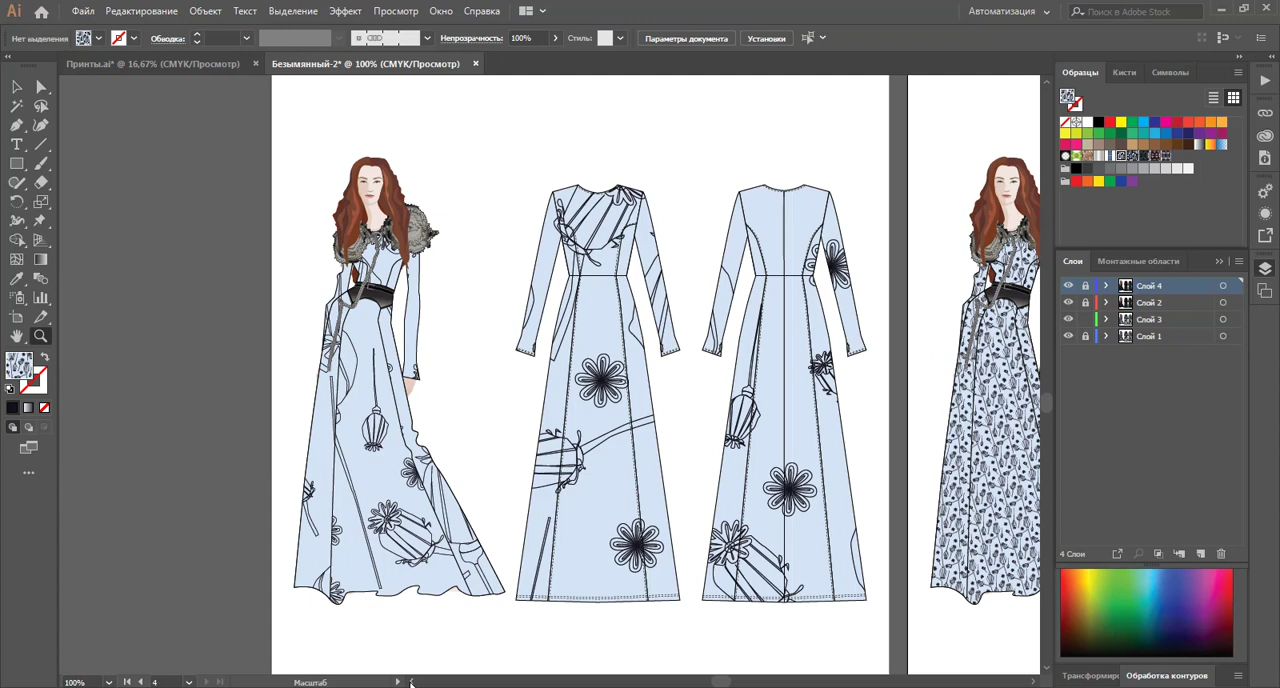 Ai Файл Редактирование Объект Текст Выделение Эффект Просмотр Окно Справка Автоматизация Поиск в Adobe Stock
Нет выделения Обводка: Непрозрачность: 100% Стиль: Параметры документа Установки
Принты.ai* @ 16,67% (CMYK/Просмотр) × Безымянный-2* @ 100% (CMYK/Просмотр) ×
Образцы Кисти Символы
Слои Монтажные области
Слой 4
Слой 2
Слой 3
Слой 1
4 Слои
Трансформиро Обработка контуров
100% 4 Масштаб